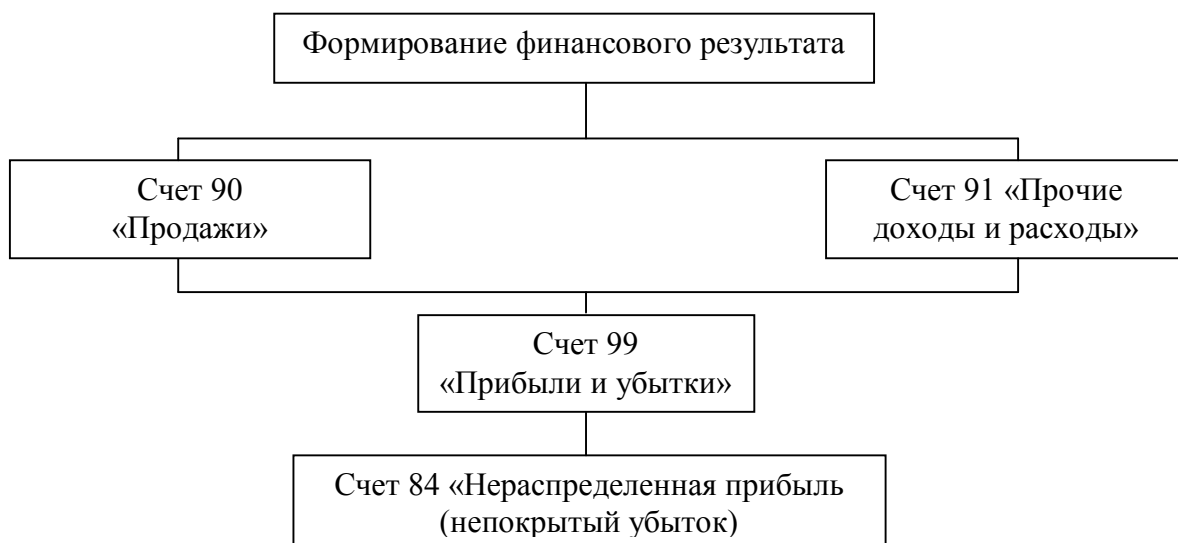 Формирование финансового результата
Счет 90
«Продажи»
Счет 91 «Прочие
доходы и расходы»
Счет 99
«Прибыли и убытки»
Счет 84 «Нераспределенная прибыль
(непокрытый убыток)